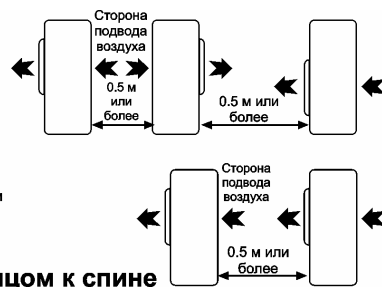 Сторона
подвода
воздуха
0.5 м
или
более
0.5 м или
более
Сторона
подвода
воздуха
0.5 м или
более
к спине